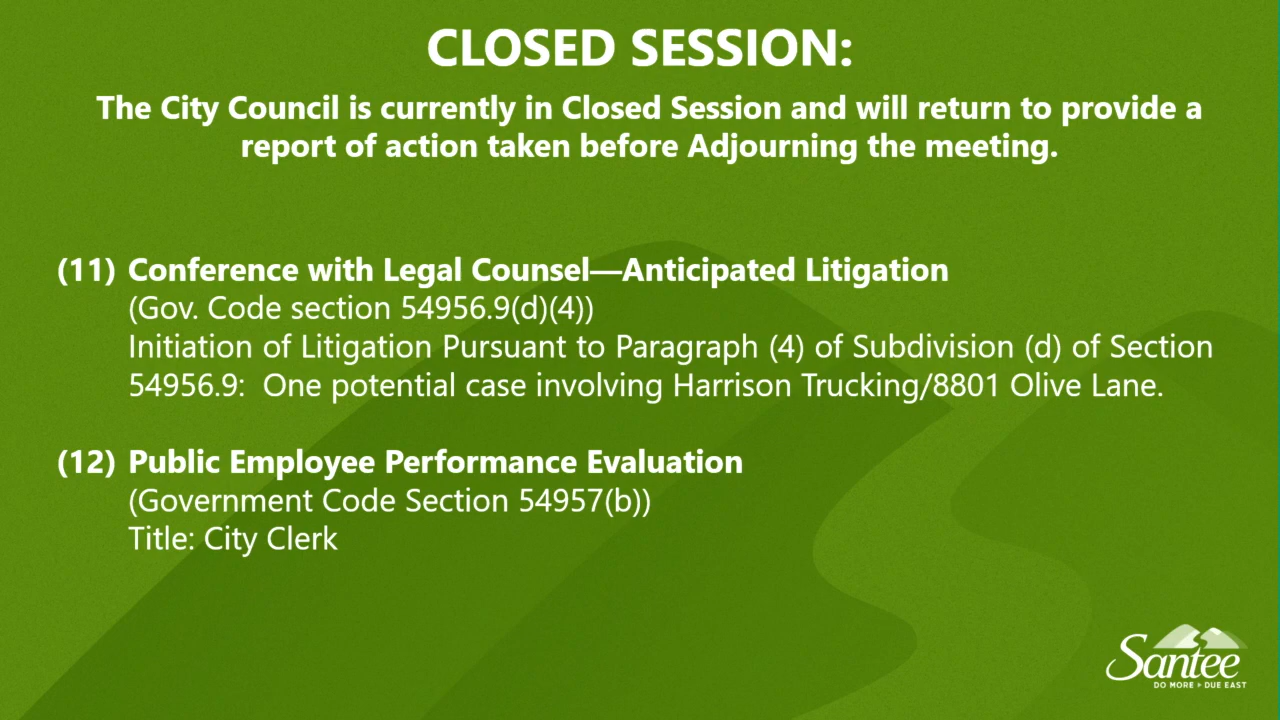 CLOSED SESSION:
The City Council is currently in Closed Session and will return to provide a
report of action taken before Adjourning the meeting.
(11) Conference with Legal Counsel—Anticipated Litigation
(Gov. Code section 54956.9(d)(4))
Initiation of Litigation Pursuant to Paragraph (4) of Subdivision (d) of Section
54956.9:  One potential case involving Harrison Trucking/8801 Olive Lane.
(12) Public Employee Performance Evaluation
(Government Code Section 54957(b))
Title: City Clerk
Santee
DO MORE ▸ DUE EAST